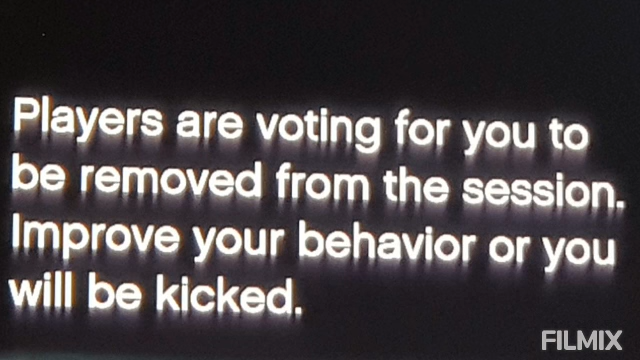 Players are voting for you to
be removed from the session.
Improve your behavior or you
will be kicked.
FILMIX